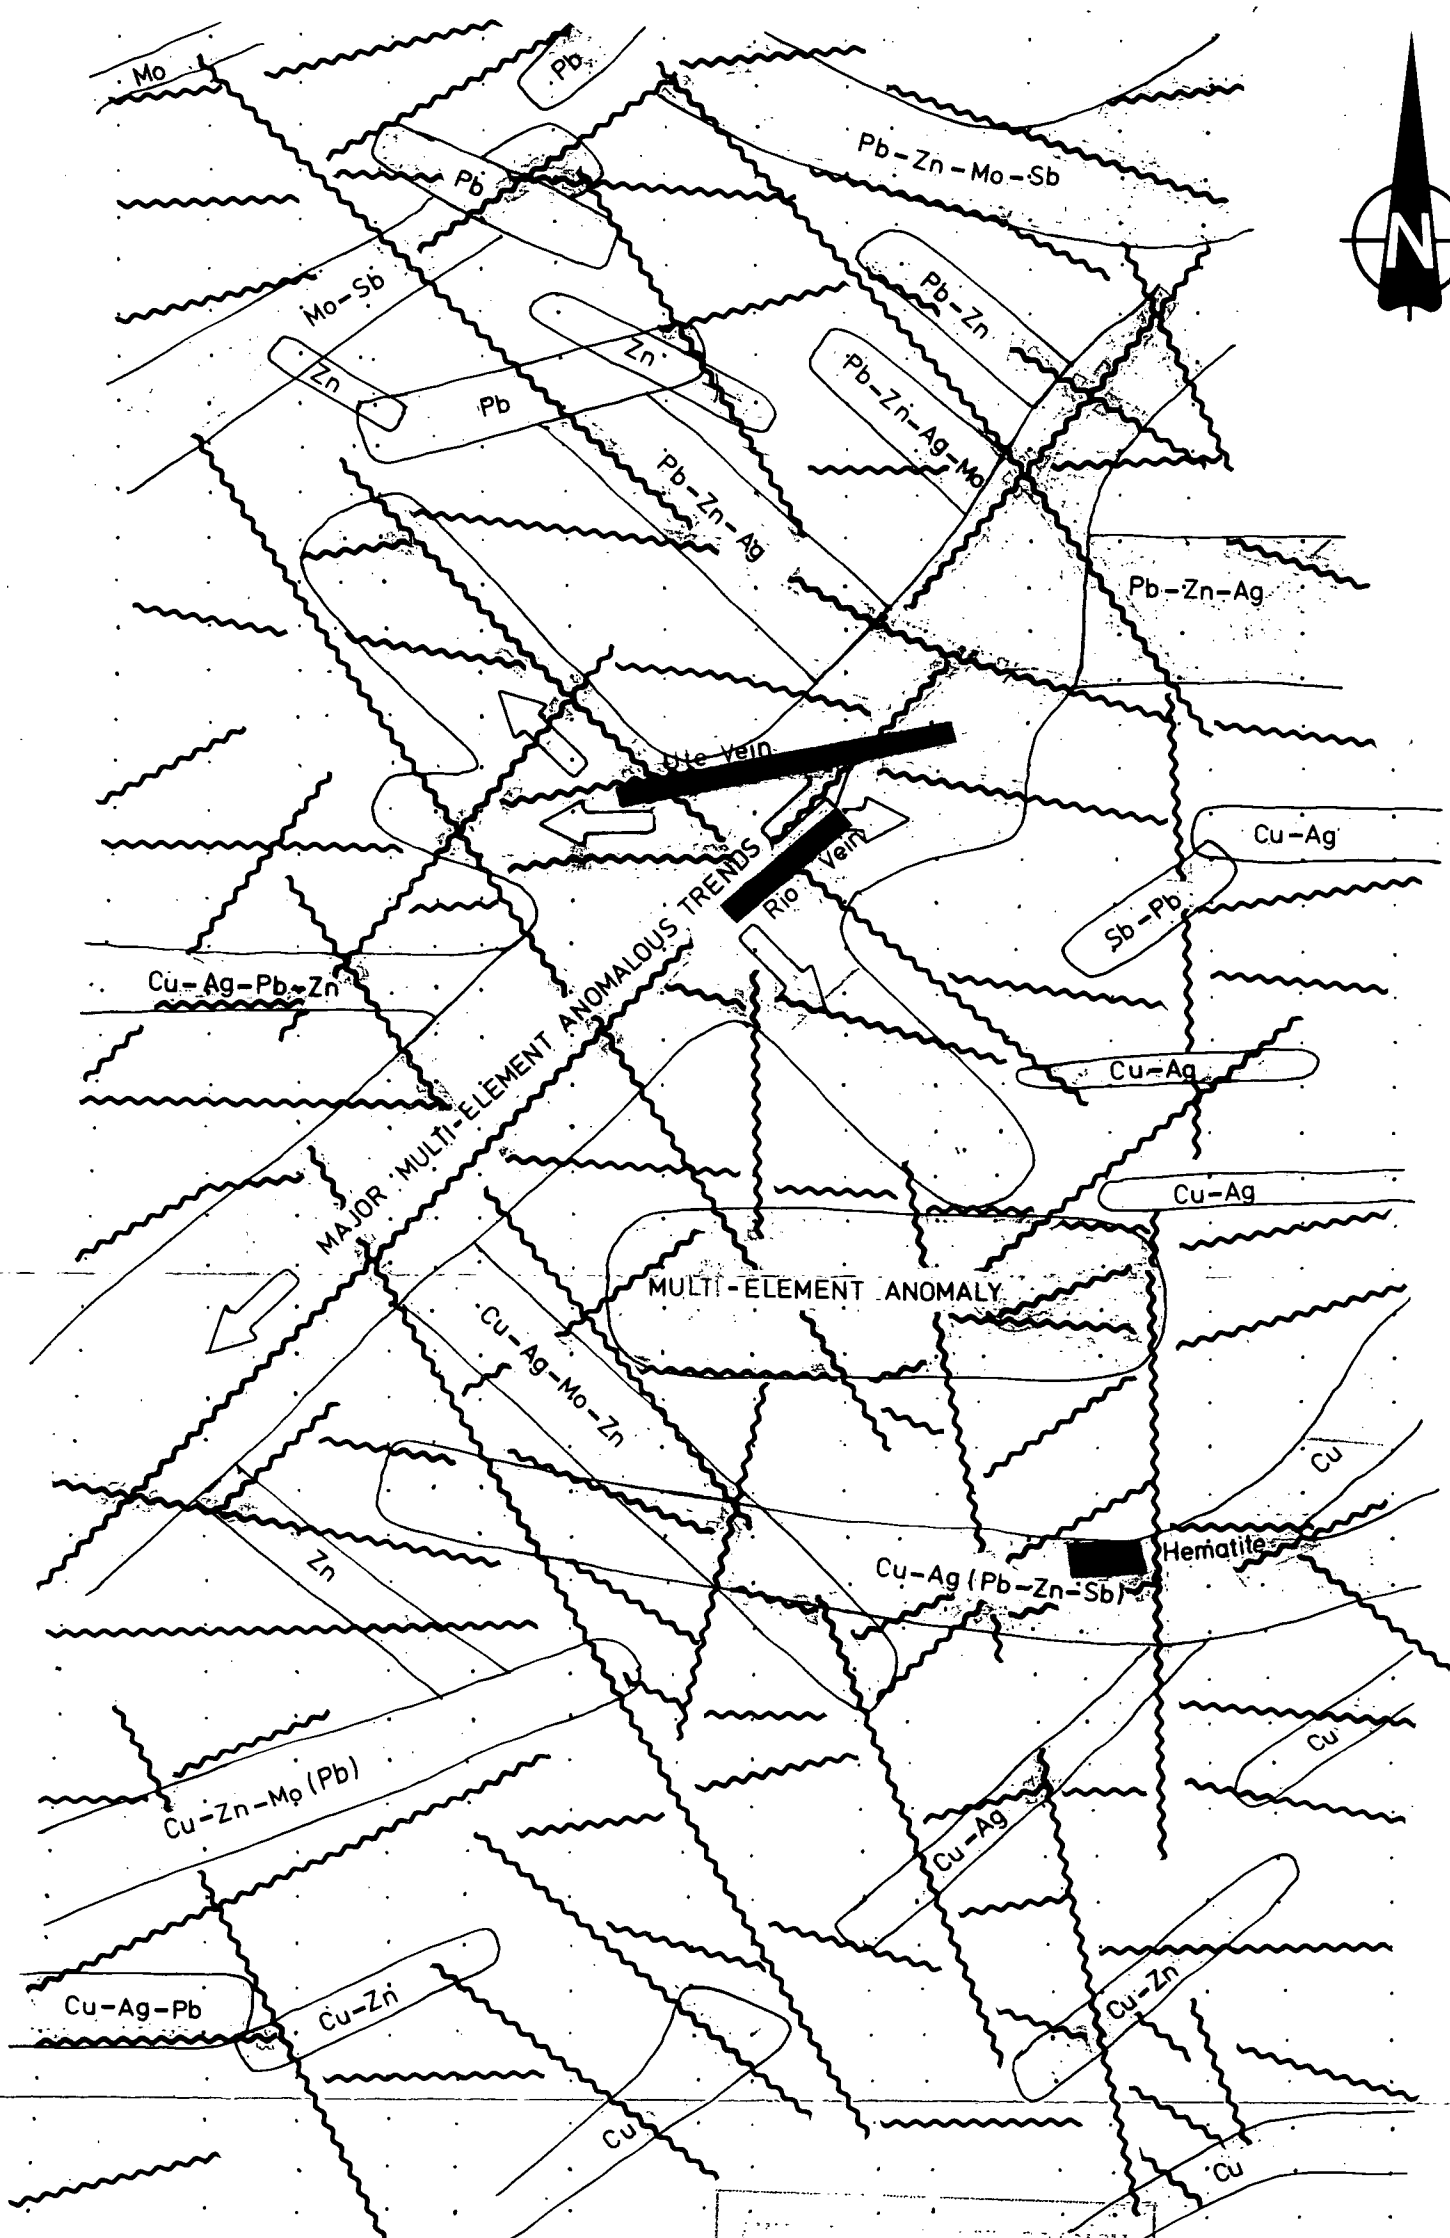 Mo
Pb
N
Pb-Zn-Mo-Sb
Pb
Mo-Sb
Pb-Zn
Zn
Zn
Pb
Pb-Zn-Ag-Mo
Pb-Zn-Ag
Pb-Zn-Ag
Ute Vein
Cu-Ag
Rio Vein
Sb-Pb
Cu-Ag-Pb-Zn
MAJOR MULTI-ELEMENT ANOMALOUS TRENDS
Cu-Ag
Cu-Ag
MULTI-ELEMENT ANOMALY
Cu-Ag-Mo-Zn
Cu
Hematite
Zn
Cu-Ag (Pb-Zn-Sb)
Cu
Cu-Zn-Mo (Pb)
Cu-Ag
Cu-Zn
Cu-Ag-Pb
Cu-Zn
Cu
Cu